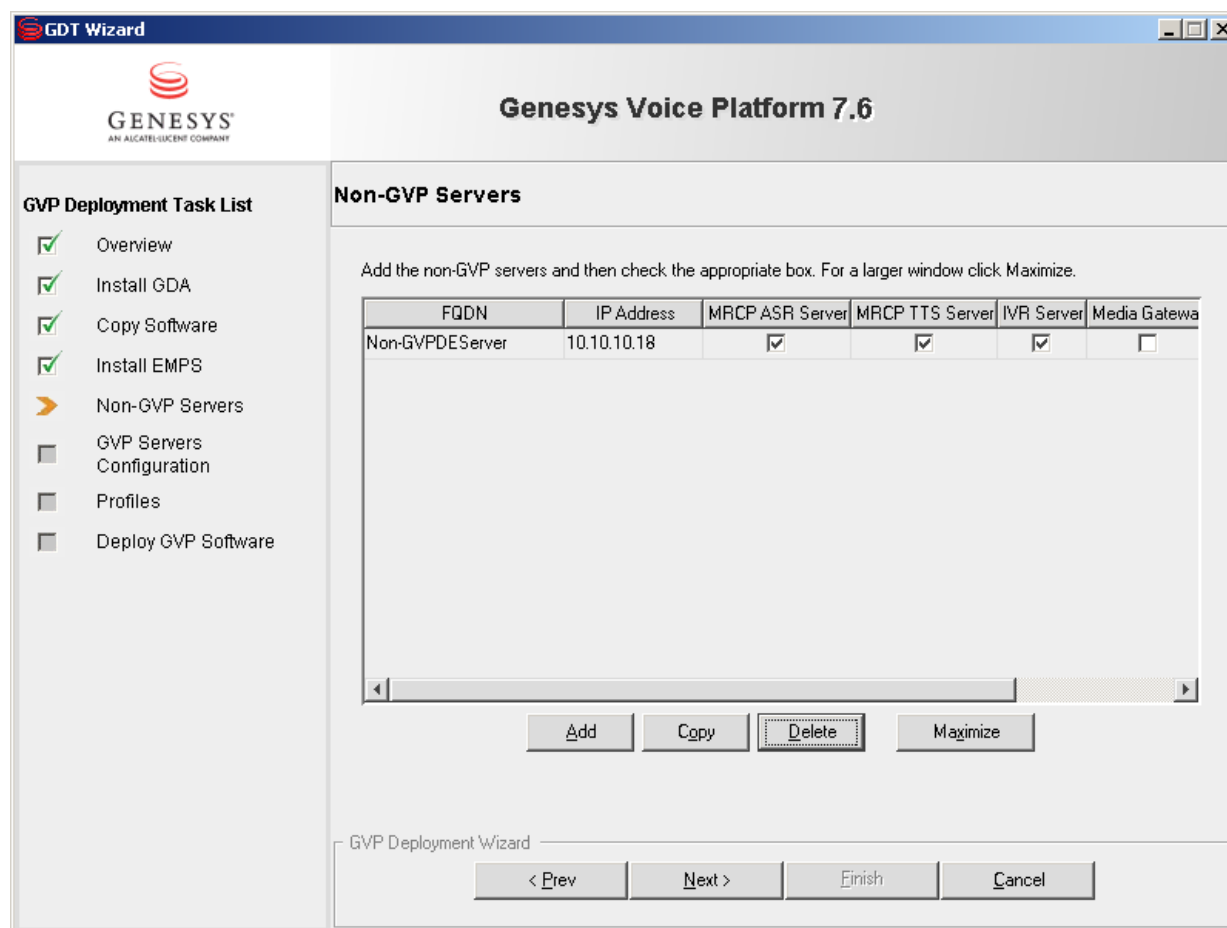 GDT Wizard
GENESYS
AN ALCATEL-LUCENT COMPANY
Genesys Voice Platform 7.6
GVP Deployment Task List
Overview
Install GDA
Copy Software
Install EMPS
Non-GVP Servers
GVP Servers
Configuration
Profiles
Deploy GVP Software
Non-GVP Servers
Add the non-GVP servers and then check the appropriate box. For a larger window click Maximize.
FQDN IP Address MRCP ASR Server MRCP TTS Server IVR Server Media Gatewa
Non-GVPDEServer 10.10.10.18
Add Copy Delete Maximize
GVP Deployment Wizard
< Prev Next > Finish Cancel